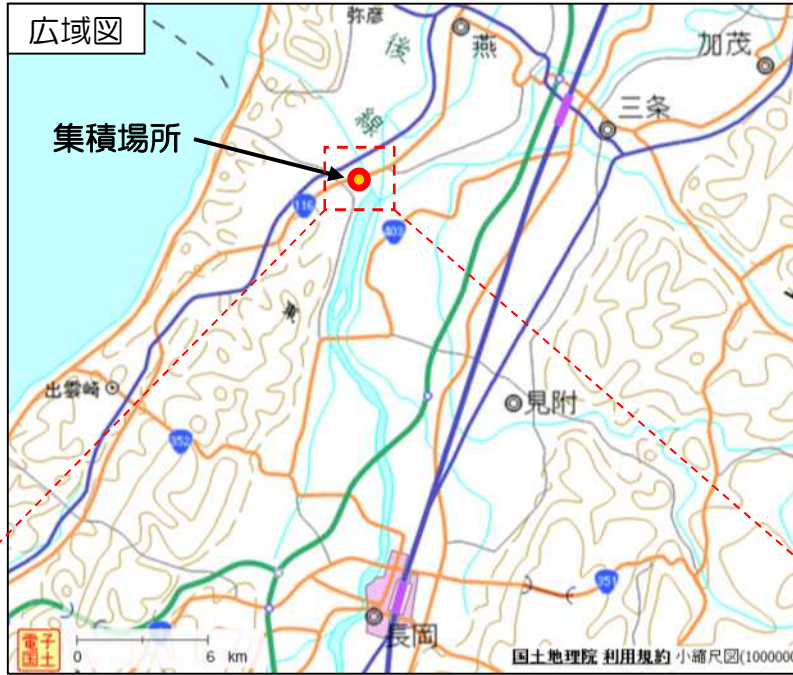 広域図
弥彦
後
線
燕
加茂
三条
集積場所
116
403
東
出雲崎
見附
352
351
長岡
電子
国土
0 6 km
国土地理院 利用規約 小縮尺図(1000000